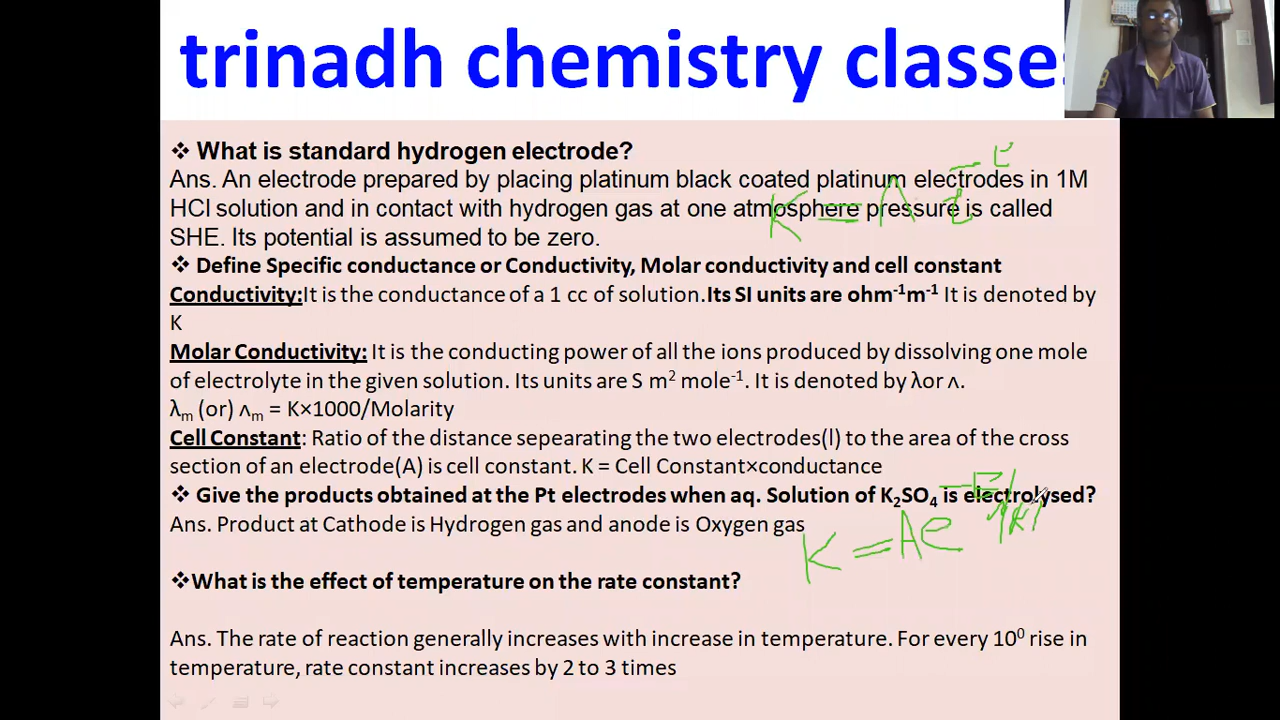 trinadh chemistry classes
❖ What is standard hydrogen electrode?
Ans. An electrode prepared by placing platinum black coated platinum electrodes in 1M
HCl solution and in contact with hydrogen gas at one atmosphere pressure is called
SHE. Its potential is assumed to be zero.
❖ Define Specific conductance or Conductivity, Molar conductivity and cell constant
Conductivity:It is the conductance of a 1 cc of solution.Its SI units are ohm⁻¹m⁻¹ It is denoted by
K
Molar Conductivity: It is the conducting power of all the ions produced by dissolving one mole
of electrolyte in the given solution. Its units are S m² mole⁻¹. It is denoted by λor ʌ.
λₘ (or) ʌₘ = K×1000/Molarity
Cell Constant: Ratio of the distance sepearating the two electrodes(l) to the area of the cross
section of an electrode(A) is cell constant. K = Cell Constant×conductance
❖ Give the products obtained at the Pt electrodes when aq. Solution of K₂SO₄ is electrolysed?
Ans. Product at Cathode is Hydrogen gas and anode is Oxygen gas
K = Ae
❖What is the effect of temperature on the rate constant?
Ans. The rate of reaction generally increases with increase in temperature. For every 10⁰ rise in
temperature, rate constant increases by 2 to 3 times